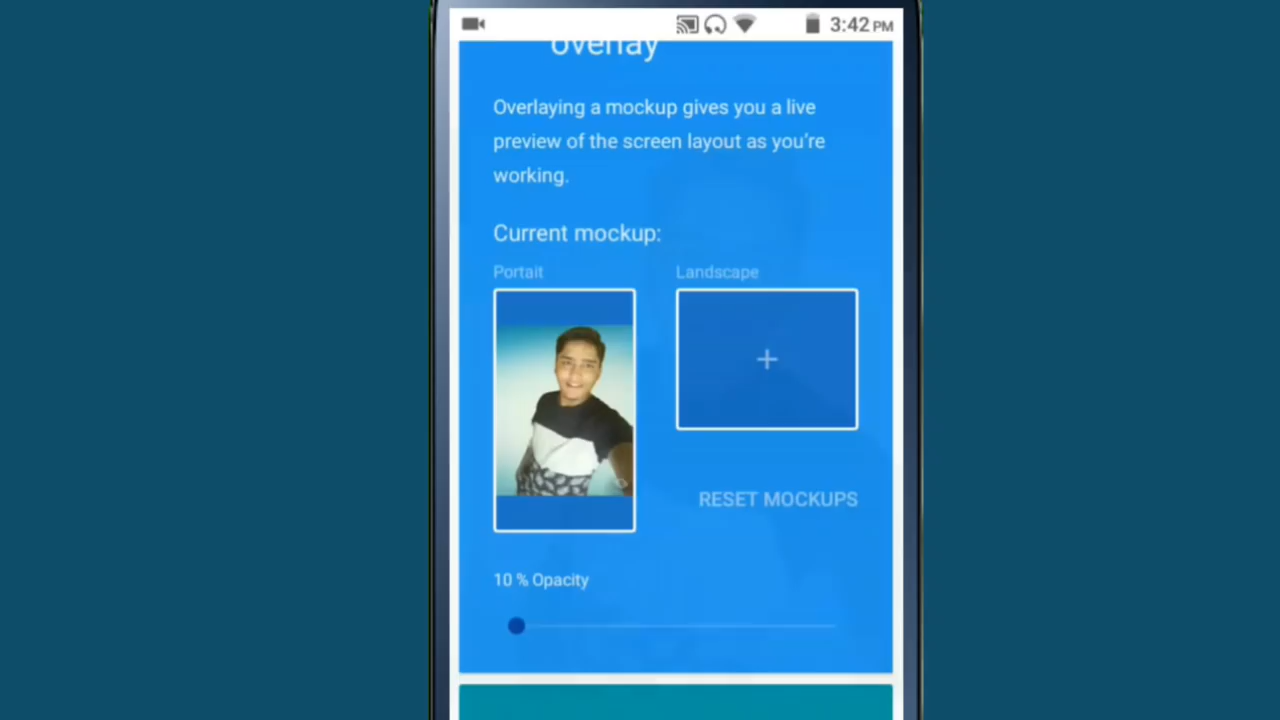 3:42 PM
overlay
Overlaying a mockup gives you a live
preview of the screen layout as you're
working.
Current mockup:
Portait
Landscape
RESET MOCKUPS
10 % Opacity